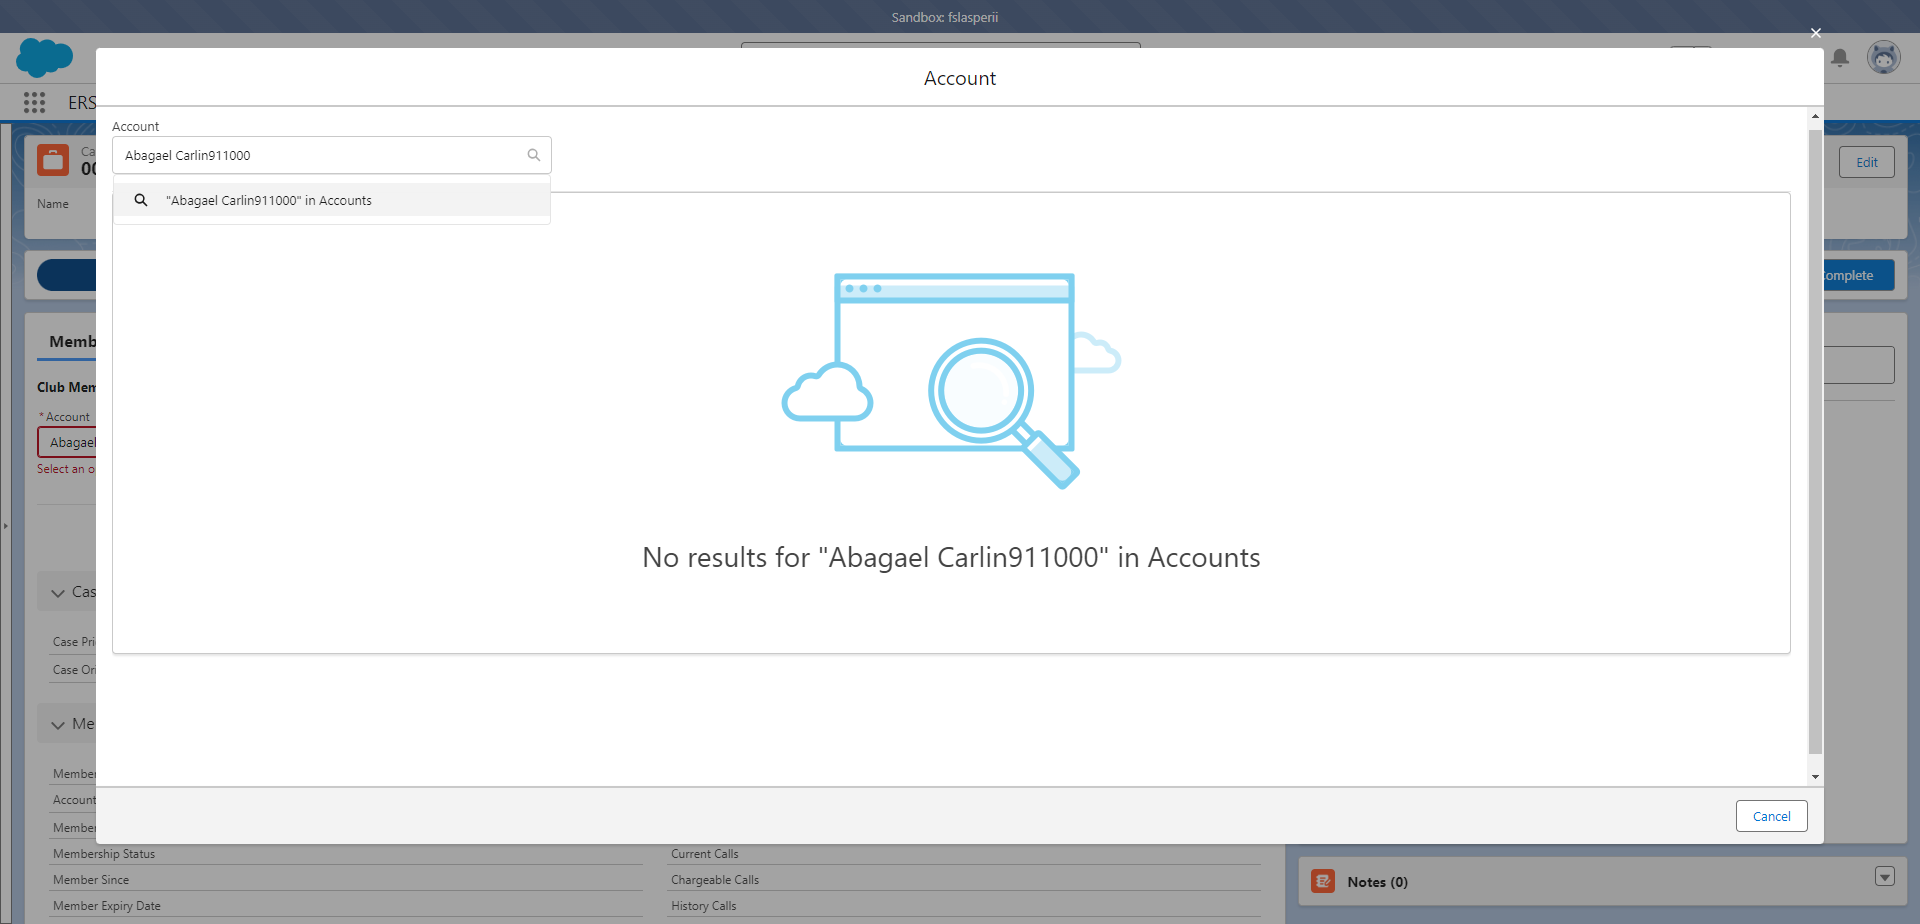 Sandbox: fslasperii
Account
ERS
Account
Abagael Carlin911000
"Abagael Carlin911000" in Accounts
Ca
00
Edit
Name
Complete
Memb
Club Mem
* Account
Abagael
Select an o
No results for "Abagael Carlin911000" in Accounts
Cas
Case Pri
Case Ori
Me
Member
Account
Member
Cancel
Membership Status
Current Calls
Member Since
Chargeable Calls
Member Expiry Date
History Calls
Notes (0)